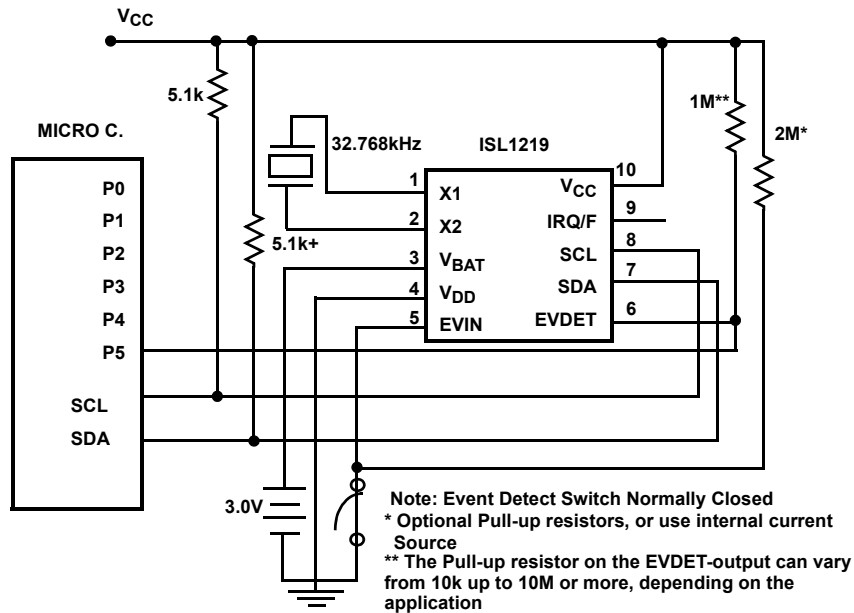 VCC
5.1k
MICRO C.
P0
P1
P2
P3
P4
P5
SCL
SDA
5.1k+
32.768kHz
ISL1219
1
2
3
4
5
X1
X2
VBAT
VDD
EVIN
VCC
IRQ/F
SCL
SDA
EVDET
10
9
8
7
6
1M**
2M*
3.0V
Note: Event Detect Switch Normally Closed
* Optional Pull-up resistors, or use internal current
Source
** The Pull-up resistor on the EVDET-output can vary
from 10k up to 10M or more, depending on the
application